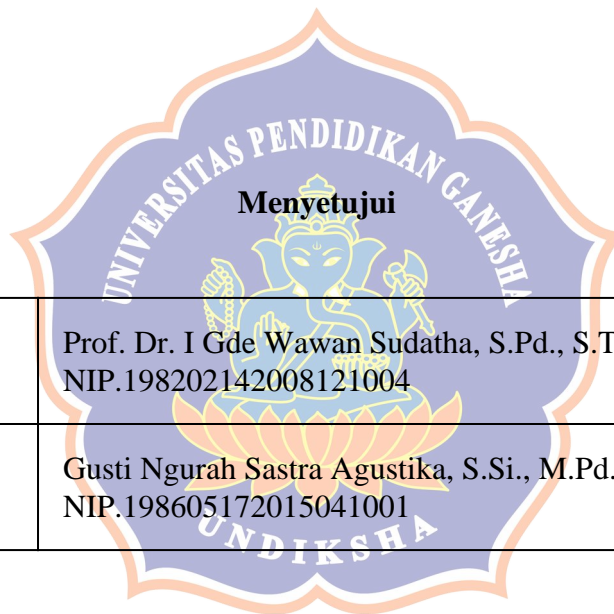 UNIVERSITAS PENDIDIKAN GANESHA
Menyetujui
Prof. Dr. I Gde Wawan Sudatha, S.Pd., S.T
NIP.198202142008121004
Gusti Ngurah Sastra Agustika, S.Si., M.Pd.
NIP.198605172015041001
UNDIKSHA